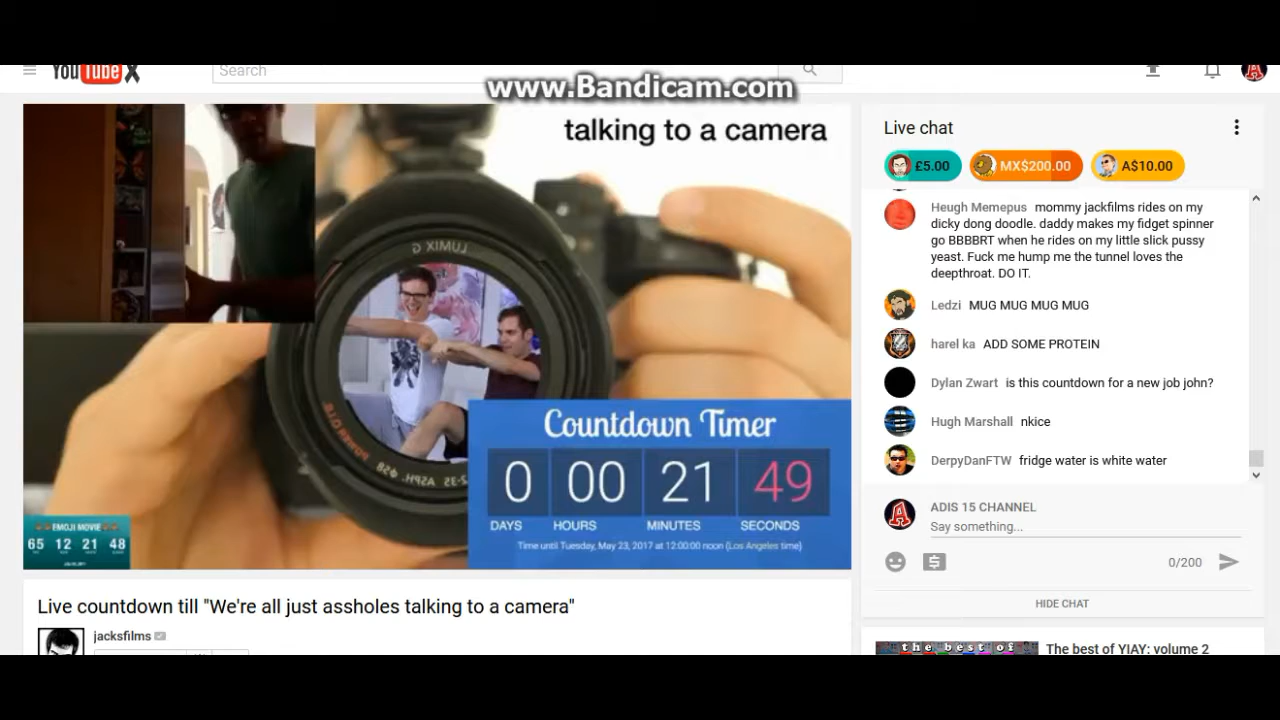 www.Bandicam.com
YouTube X
Search
talking to a camera
LUMIX G
Countdown Timer
0 00 21 49
DAYS HOURS MINUTES SECONDS
Time until Tuesday, May 23, 2017 at 12:00:00 noon (Los Angeles time)
EMOJI MOVIE
65 12 21 48
Live countdown till "We're all just assholes talking to a camera"
jacksfilms
Live chat
£5.00 MX$200.00 A$10.00
Heugh Memepus mommy jackfilms rides on my
dicky dong doodle. daddy makes my fidget spinner
go BBBBRT when he rides on my little slick pussy
yeast. Fuck me hump me the tunnel loves the
deepthroat. DO IT.
Ledzi MUG MUG MUG MUG
harel ka ADD SOME PROTEIN
Dylan Zwart is this countdown for a new job john?
Hugh Marshall nkice
DerpyDanFTW fridge water is white water
ADIS 15 CHANNEL
Say something...
0/200
HIDE CHAT
the best of
The best of YIAY: volume 2